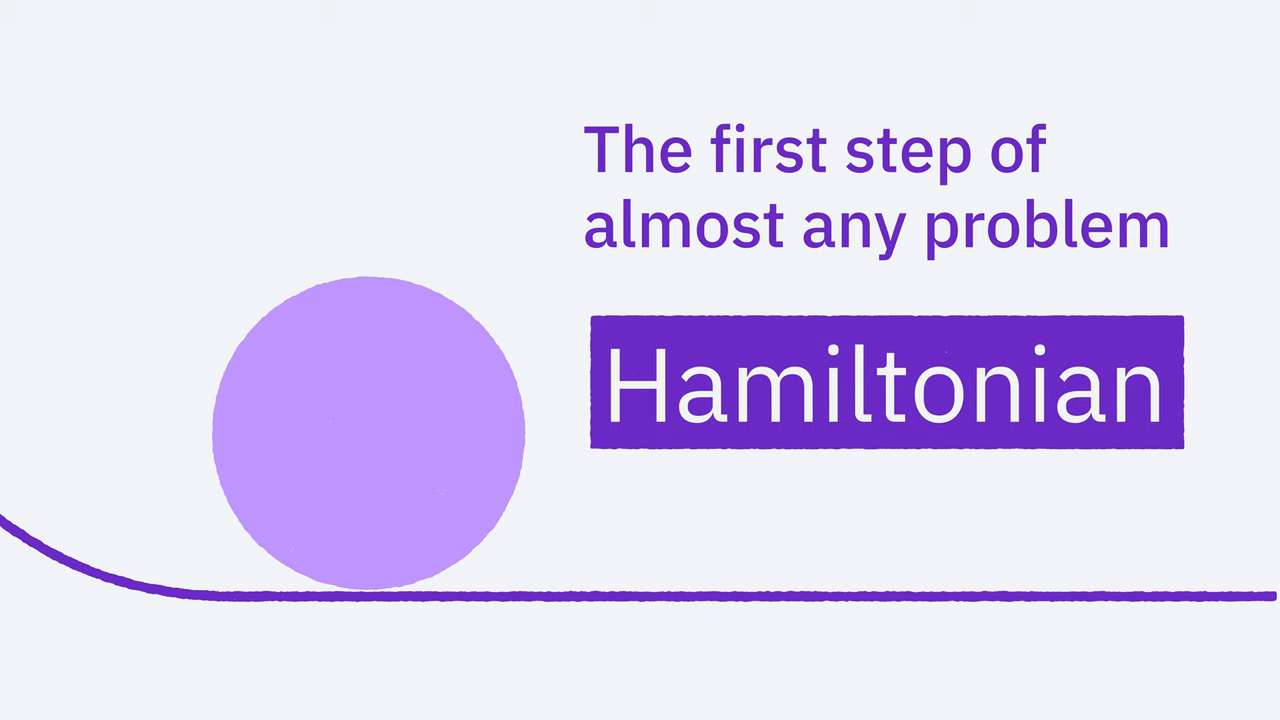 The first step of
almost any problem
Hamiltonian